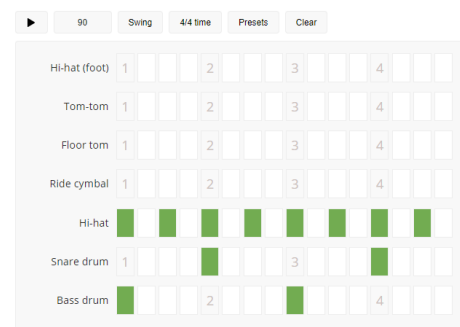 90 Swing 4/4 time Presets Clear
Hi-hat (foot) 1 2 3 4
Tom-tom 1 2 3 4
Floor tom 1 2 3 4
Ride cymbal 1 2 3 4
Hi-hat
Snare drum 1 3
Bass drum 2 4